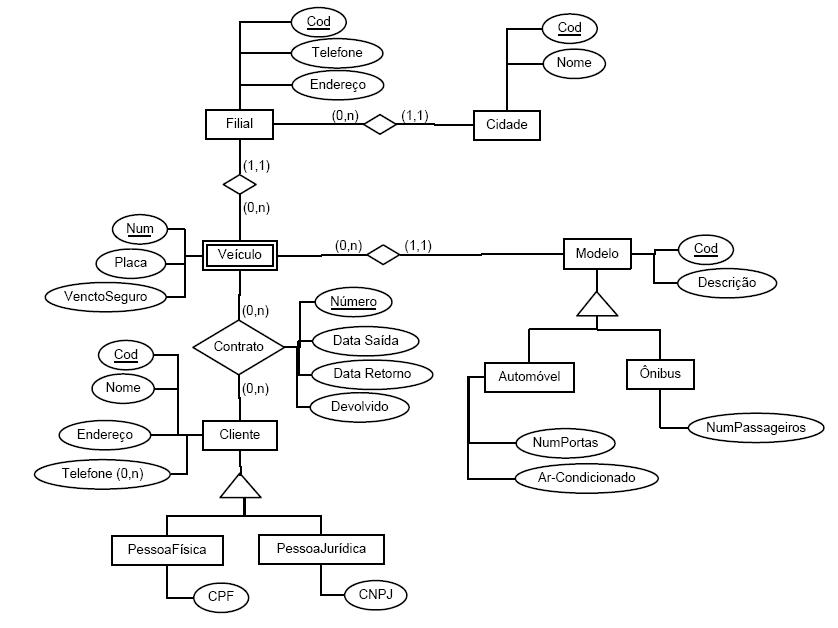 Cod
Telefone
Endereço
Filial
(0,n)
(1,1)
Cidade
Cod
Nome
(1,1)
(0,n)
Num
Placa
VenctoSeguro
Veículo
(0,n)
(1,1)
Modelo
Cod
Descrição
(0,n)
Contrato
(0,n)
Número
Data Saída
Data Retorno
Devolvido
Automóvel
Ônibus
NumPassageiros
NumPortas
Ar-Condicionado
Cod
Nome
Endereço
Telefone (0,n)
Cliente
PessoaFísica
PessoaJurídica
CPF
CNPJ